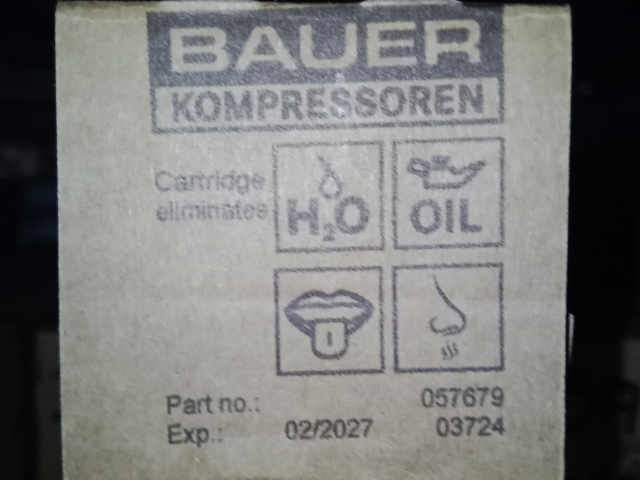 BAUER
KOMPRESSOREN
Cartridge
eliminates
H₂O
OIL
Part no.: 057679
Exp.: 02/2027 03724